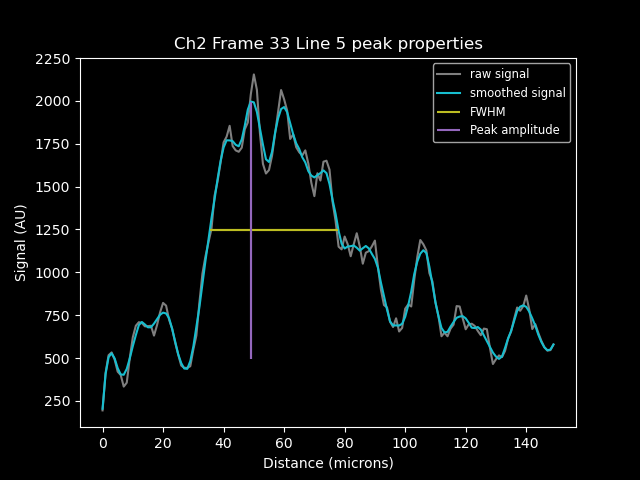 Ch2 Frame 33 Line 5 peak properties
raw signal
smoothed signal
FWHM
Peak amplitude
Signal (AU)
2250
2000
1750
1500
1250
1000
750
500
250
0 20 40 60 80 100 120 140
Distance (microns)